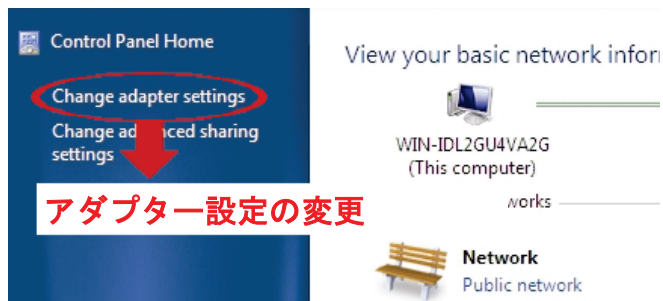 Control Panel Home
Change adapter settings
Change advanced sharing
settings
アダプター設定の変更
View your basic network infor
WIN-IDL2GU4VA2G
(This computer)
works
Network
Public network